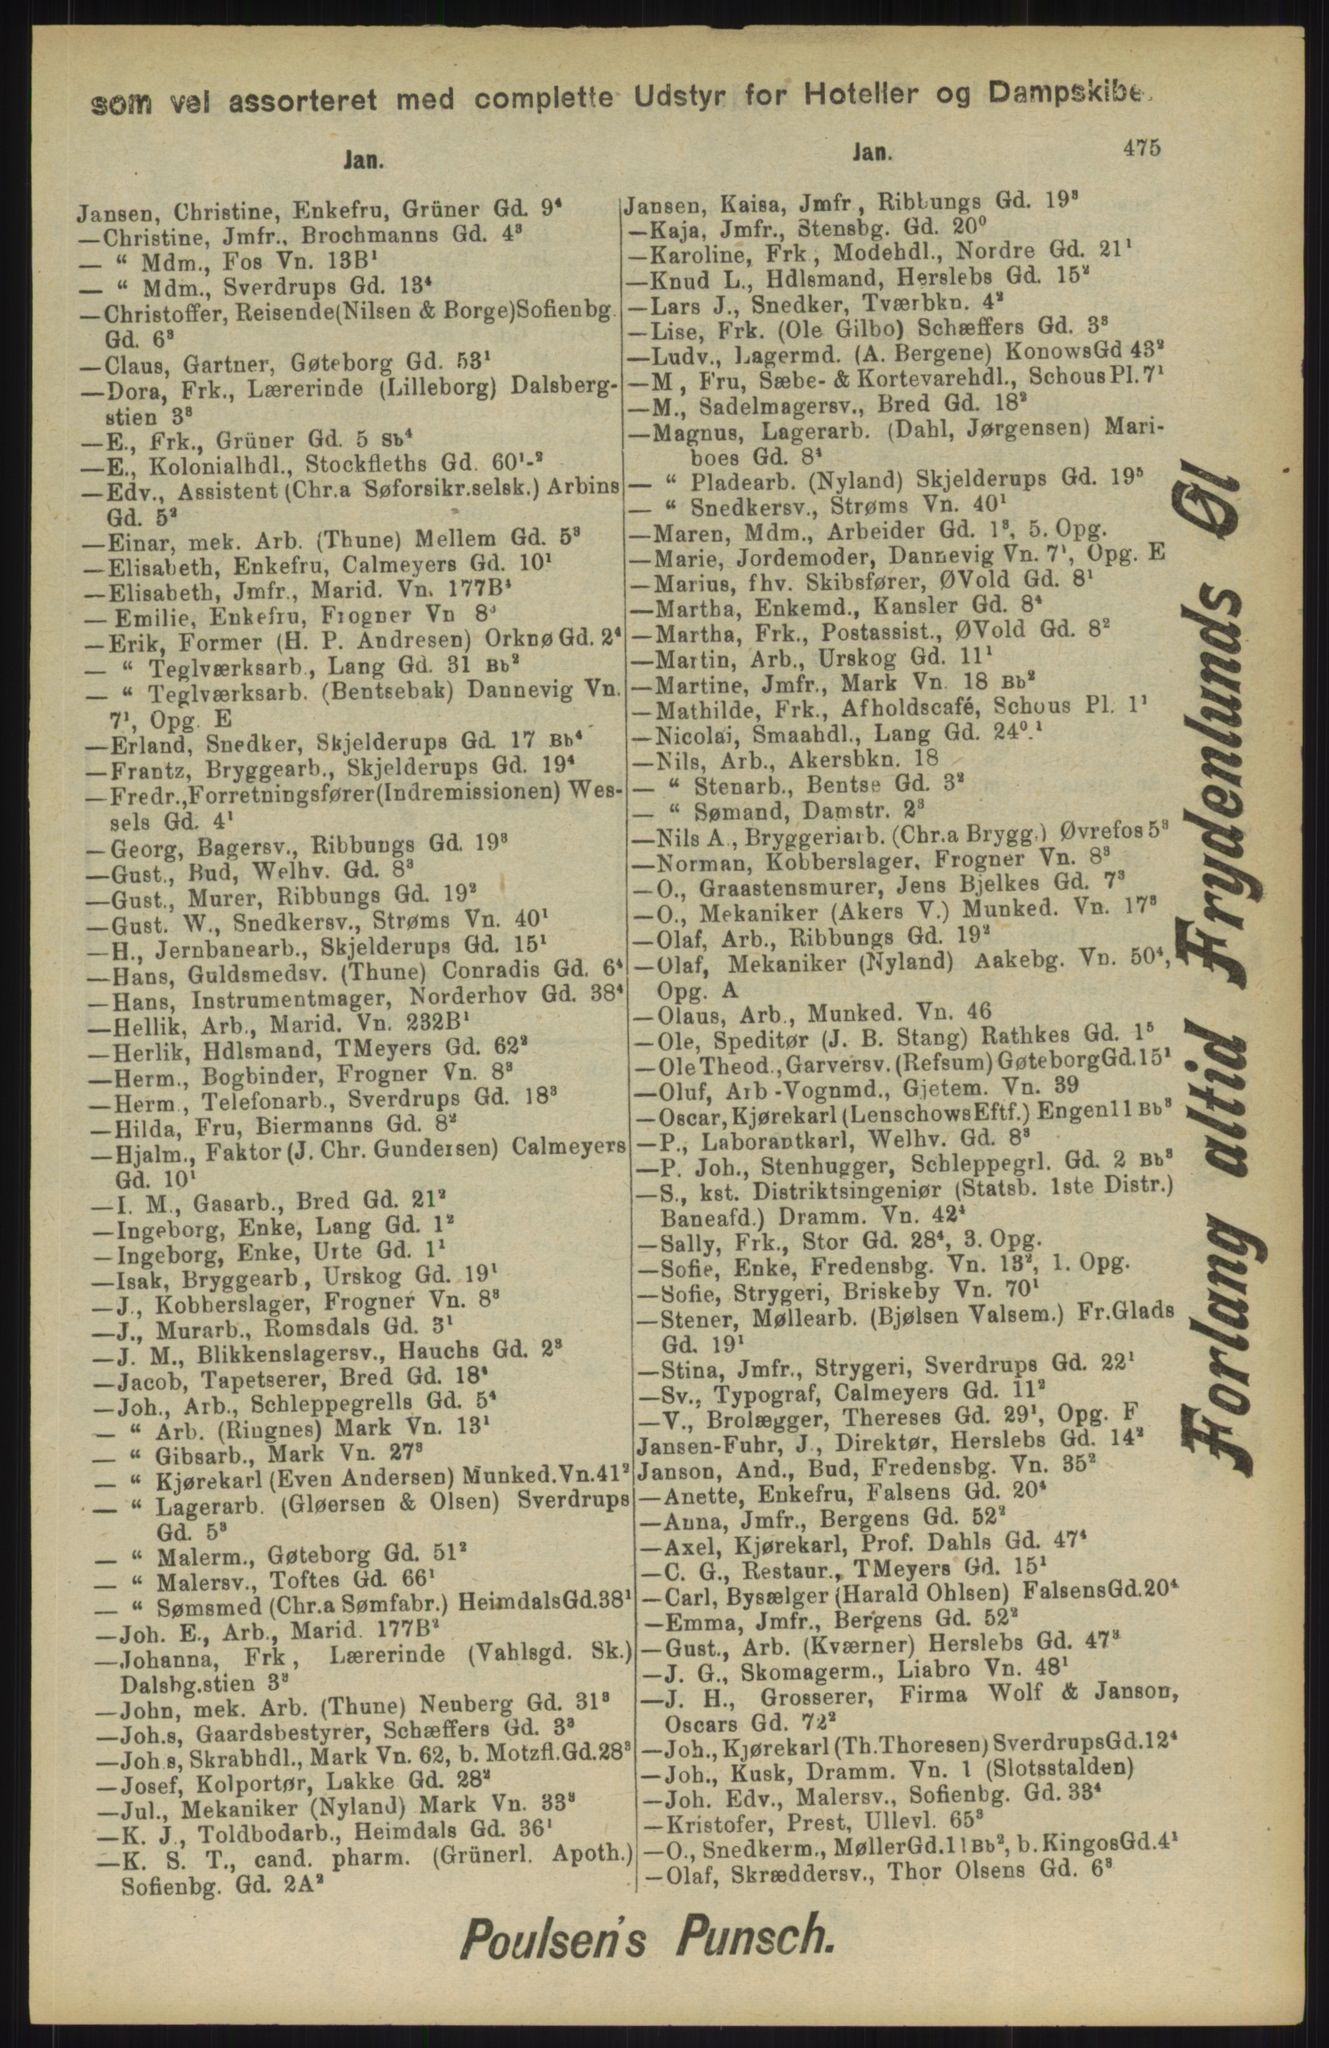 som vel assorteret med complette Udstyr for Hoteller og Dampskibe.
Jan.
Jan.
475
Jansen, Christine, Enkefru, Grüner Gd. 9⁴
—Christine, Jmfr., Brochmanns Gd. 4³
— “ Mdm., Fos Vn. 13B¹
— “ Mdm., Sverdrups Gd. 13⁴
—Christoffer, Reisende(Nilsen & Borge)Sofienbg
Gd. 6³
—Claus, Gartner, Gøteborg Gd. 53¹
—Dora, Frk., Lærerinde (Lilleborg) Dalsberg-
stien 3³
—E., Frk., Grüner Gd. 5 Sb⁴
—E., Kolonialhdl., Stockfleths Gd. 60¹-²
—Edv., Assistent (Chr.a Søforsikr.selsk.) Arbins
Gd. 5²
—Einar, mek. Arb. (Thune) Mellem Gd. 5³
—Elisabeth, Enkefru, Calmeyers Gd. 10¹
—Elisabeth, Jmfr., Marid. Vn. 177B⁴
—Emilie, Enkefru, Frogner Vn 8³
—Erik, Former (H. P. Andresen) Orknø Gd. 2⁴
— “ Teglværksarb., Lang Gd. 31 Bb²
— “ Teglværksarb. (Bentsebak) Dannevig Vn.
7¹, Opg. E
—Erland, Snedker, Skjelderups Gd. 17 Bb⁴
—Frantz, Bryggearb., Skjelderups Gd. 19⁴
—Fredr., Forretningsfører (Indremissionen) Wes-
sels Gd. 4¹
—Georg, Bagersv., Ribbungs Gd. 19³
—Gust., Bud, Welhv. Gd. 8³
—Gust., Murer, Ribbungs Gd. 19²
—Gust. W., Snedkersv., Strøms Vn. 40¹
—H., Jernbanearb., Skjelderups Gd. 15¹
—Hans, Guldsmedsv. (Thune) Conradis Gd. 6⁴
—Hans, Instrumentmager, Norderhov Gd. 38⁴
—Hellik, Arb., Marid. Vn. 232B¹
—Herlik, Hdlsmand, TMeyers Gd. 62²
—Herm., Bogbinder, Frogner Vn. 8³
—Herm., Telefonarb., Sverdrups Gd. 18³
—Hilda, Fru, Biermanns Gd. 8²
—Hjalm., Faktor (J. Chr. Gundersen) Calmeyers
Gd. 10¹
—I. M., Gasarb., Bred Gd. 21²
—Ingeborg, Enke, Lang Gd. 1²
—Ingeborg, Enke, Urte Gd. 1¹
—Isak, Bryggearb., Urskog Gd. 19¹
—J., Kobberslager, Frogner Vn. 8³
—J., Murarb., Romsdals Gd. 3¹
—J. M., Blikkenslagersv., Hauchs Gd. 2³
—Jacob, Tapetserer, Bred Gd. 18⁴
—Joh., Arb., Schleppegrells Gd. 5⁴
— “ Arb. (Ringnes) Mark Vn. 13¹
— “ Gibsarb., Mark Vn. 27³
— “ Kjørekarl (Even Andersen) Munked.Vn.41²
— “ Lagerarb. (Gløersen & Olsen) Sverdrups
Gd. 5³
— “ Malerm., Gøteborg Gd. 51²
— “ Malersv., Toftes Gd. 66¹
— “ Sømsmed (Chr.a Sømfabr.) HeimdalsGd.38¹
—Joh. E., Arb., Marid. 177B²
—Johanna, Frk , Lærerinde (Vahlsgd. Sk.)
Dalsbg.stien 3³
—John, mek. Arb. (Thune) Neuberg Gd. 31³
—Joh.s, Gaardsbestyrer, Schæffers Gd. 3³
—Joh s, Skrabhdl., Mark Vn. 62, b. Motzfl.Gd.28³
—Josef, Kolportør, Lakke Gd. 28²
—Jul., Mekaniker (Nyland) Mark Vn. 33³
—K. J., Toldbodarb., Heimdals Gd. 36¹
—K. S. T., cand. pharm. (Grünerl. Apoth.)
Sofienbg. Gd. 2A²
Jansen, Kaisa, Jmfr , Ribbungs Gd. 19³
—Kaja, Jmfr., Stensbg. Gd. 20⁰
—Karoline, Frk , Modehdl., Nordre Gd. 21¹
—Knud L., Hdlsmand, Herslebs Gd. 15²
—Lars J., Snedker, Tværbkn. 4²
—Lise, Frk. (Ole Gilbo) Schæffers Gd. 3³
—Ludv., Lagermd. (A. Bergene) KonowsGd 43²
—M , Fru, Sæbe- & Kortevarehdl., Schous Pl. 7¹
—M., Sadelmagersv., Bred Gd. 18²
—Magnus, Lagerarb. (Dahl, Jørgensen) Mari-
boes Gd. 8⁴
— “ Pladearb. (Nyland) Skjelderups Gd. 19⁵
— “ Snedkersv., Strøms Vn. 40¹
—Maren, Mdm., Arbeider Gd. 1³, 5. Opg.
—Marie, Jordemoder, Dannevig Vn. 7¹, Opg. E
—Marius, fhv. Skibsfører, ØVold Gd. 8¹
—Martha, Enkemd., Kansler Gd. 8⁴
—Martha, Frk., Postassist., ØVold Gd. 8²
—Martin, Arb., Urskog Gd. 11¹
—Martine, Jmfr., Mark Vn. 18 Bb²
—Mathilde, Frk., Afholdscafé, Schous Pl. 1¹
—Nicolai, Smaahdl., Lang Gd. 24⁰·¹
—Nils, Arb., Akersbkn. 18
— “ Stenarb., Bentse Gd. 3²
— “ Sømand, Damstr. 2³
—Nils A., Bryggeriarb. (Chr.a Brygg.) Øvrefos 5³
—Norman, Kobberslager, Frogner Vn. 8³
—O., Graastensmurer, Jens Bjelkes Gd. 7³
—O., Mekaniker (Akers V.) Munked. Vn. 17³
—Olaf, Arb., Ribbungs Gd. 19²
—Olaf, Mekaniker (Nyland) Aakebg. Vn. 50⁴,
Opg. A
—Olaus, Arb., Munked. Vn. 46
—Ole, Speditør (J. B. Stang) Rathkes Gd. 1⁵
—Ole Theod., Garversv. (Refsum) GøteborgGd.15¹
—Oluf, Arb -Vognmd., Gjetem. Vn. 39
—Oscar, Kjørekarl (Lenschows Eftf.) Engen11 Bb³
—P., Laborantkarl, Welhv. Gd. 8³
—P. Joh., Stenhugger, Schleppegrl. Gd. 2 Bb³
—S., kst. Distriktsingeniør (Statsb. 1ste Distr.)
Baneafd.) Dramm. Vn. 42⁴
—Sally, Frk., Stor Gd. 28⁴, 3. Opg.
—Sofie, Enke, Fredensbg. Vn. 13², 1. Opg.
—Sofie, Strygeri, Briskeby Vn. 70¹
—Stener, Møllearb. (Bjølsen Valsem.) Fr.Glads
Gd. 19¹
—Stina, Jmfr., Strygeri, Sverdrups Gd. 22¹
—Sv., Typograf, Calmeyers Gd. 11²
—V., Brolægger, Thereses Gd. 29¹, Opg. F
Jansen-Fuhr, J., Direktør, Herslebs Gd. 14²
Janson, And., Bud, Fredensbg. Vn. 35²
—Anette, Enkefru, Falsens Gd. 20⁴
—Anna, Jmfr., Bergens Gd. 52²
—Axel, Kjørekarl, Prof. Dahls Gd. 47⁴
—C. G., Restaur., TMeyers Gd. 15¹
—Carl, Bysælger (Harald Ohlsen) FalsensGd.20⁴
—Emma, Jmfr., Bergens Gd. 52²
—Gust., Arb. (Kværner) Herslebs Gd. 47³
—J. G., Skomagerm., Liabro Vn. 48¹
—J. H., Grosserer, Firma Wolf & Janson,
Oscars Gd. 72²
—Joh., Kjørekarl (Th.Thoresen) SverdrupsGd.12⁴
—Joh., Kusk, Dramm. Vn. 1 (Slotsstalden)
—Joh. Edv., Malersv., Sofienbg. Gd. 33⁴
—Kristofer, Prest, Ullevl. 65³
—O., Snedkerm., MøllerGd.11Bb², b. KingosGd.4¹
—Olaf, Skræddersv., Thor Olsens Gd. 6³
Forlang altid Frydenlunds Øl
Poulsen's Punsch.